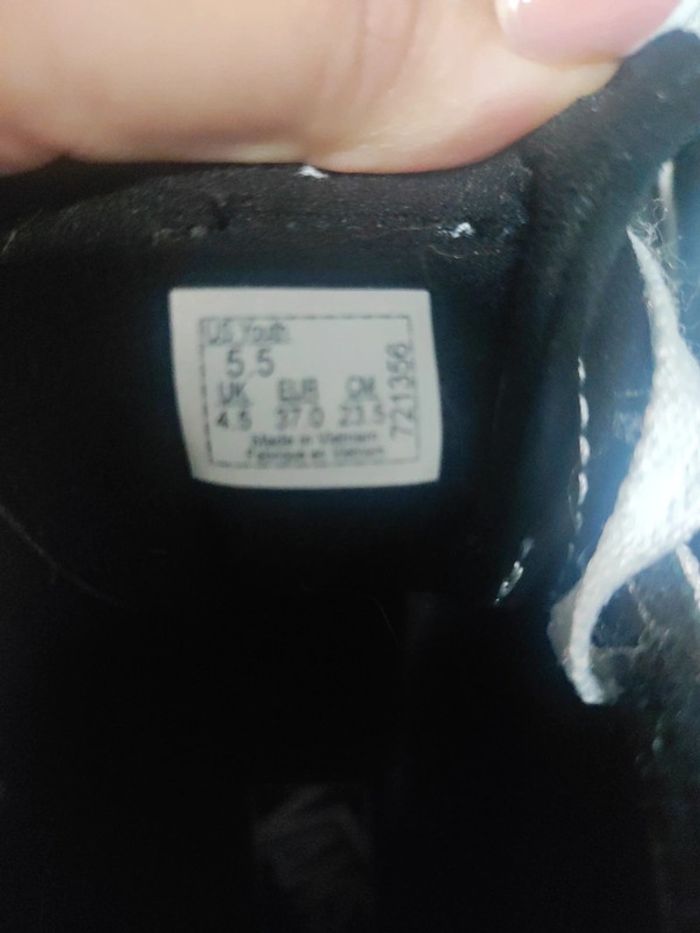 US Youth
5.5
UK EUR CM
4.5 37.0 23.5
Made in Vietnam
Fabrique au Vietnam
721356